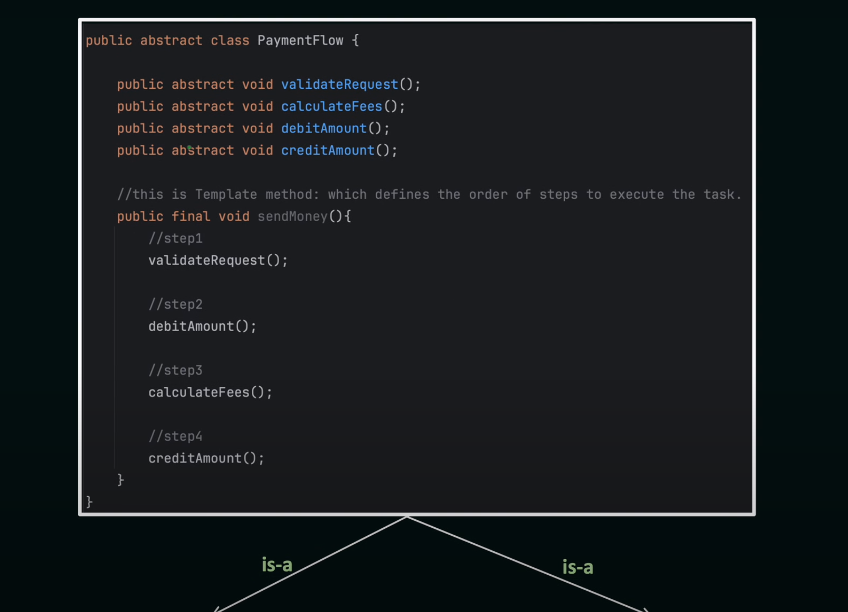 public abstract class PaymentFlow {
public abstract void validateRequest();
public abstract void calculateFees();
public abstract void debitAmount();
public abstract void creditAmount();
//this is Template method: which defines the order of steps to execute the task.
public final void sendMoney(){
//step1
validateRequest();
//step2
debitAmount();
//step3
calculateFees();
//step4
creditAmount();
}
}
is-a
is-a